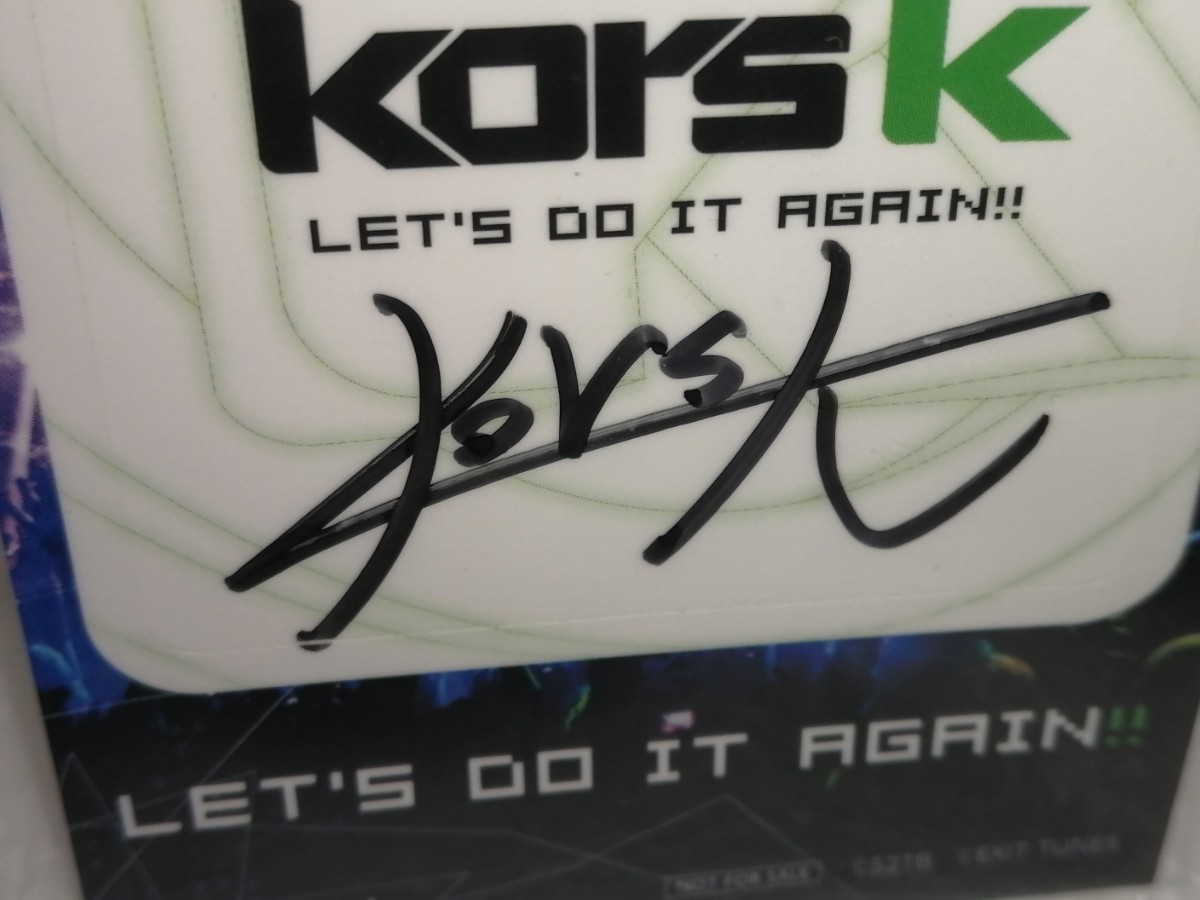 kors k
LET'S DO IT AGAIN!!
kors k
LET'S DO IT AGAIN!!
NOT FOR SALE ©S2TB ©EXIT TUNES